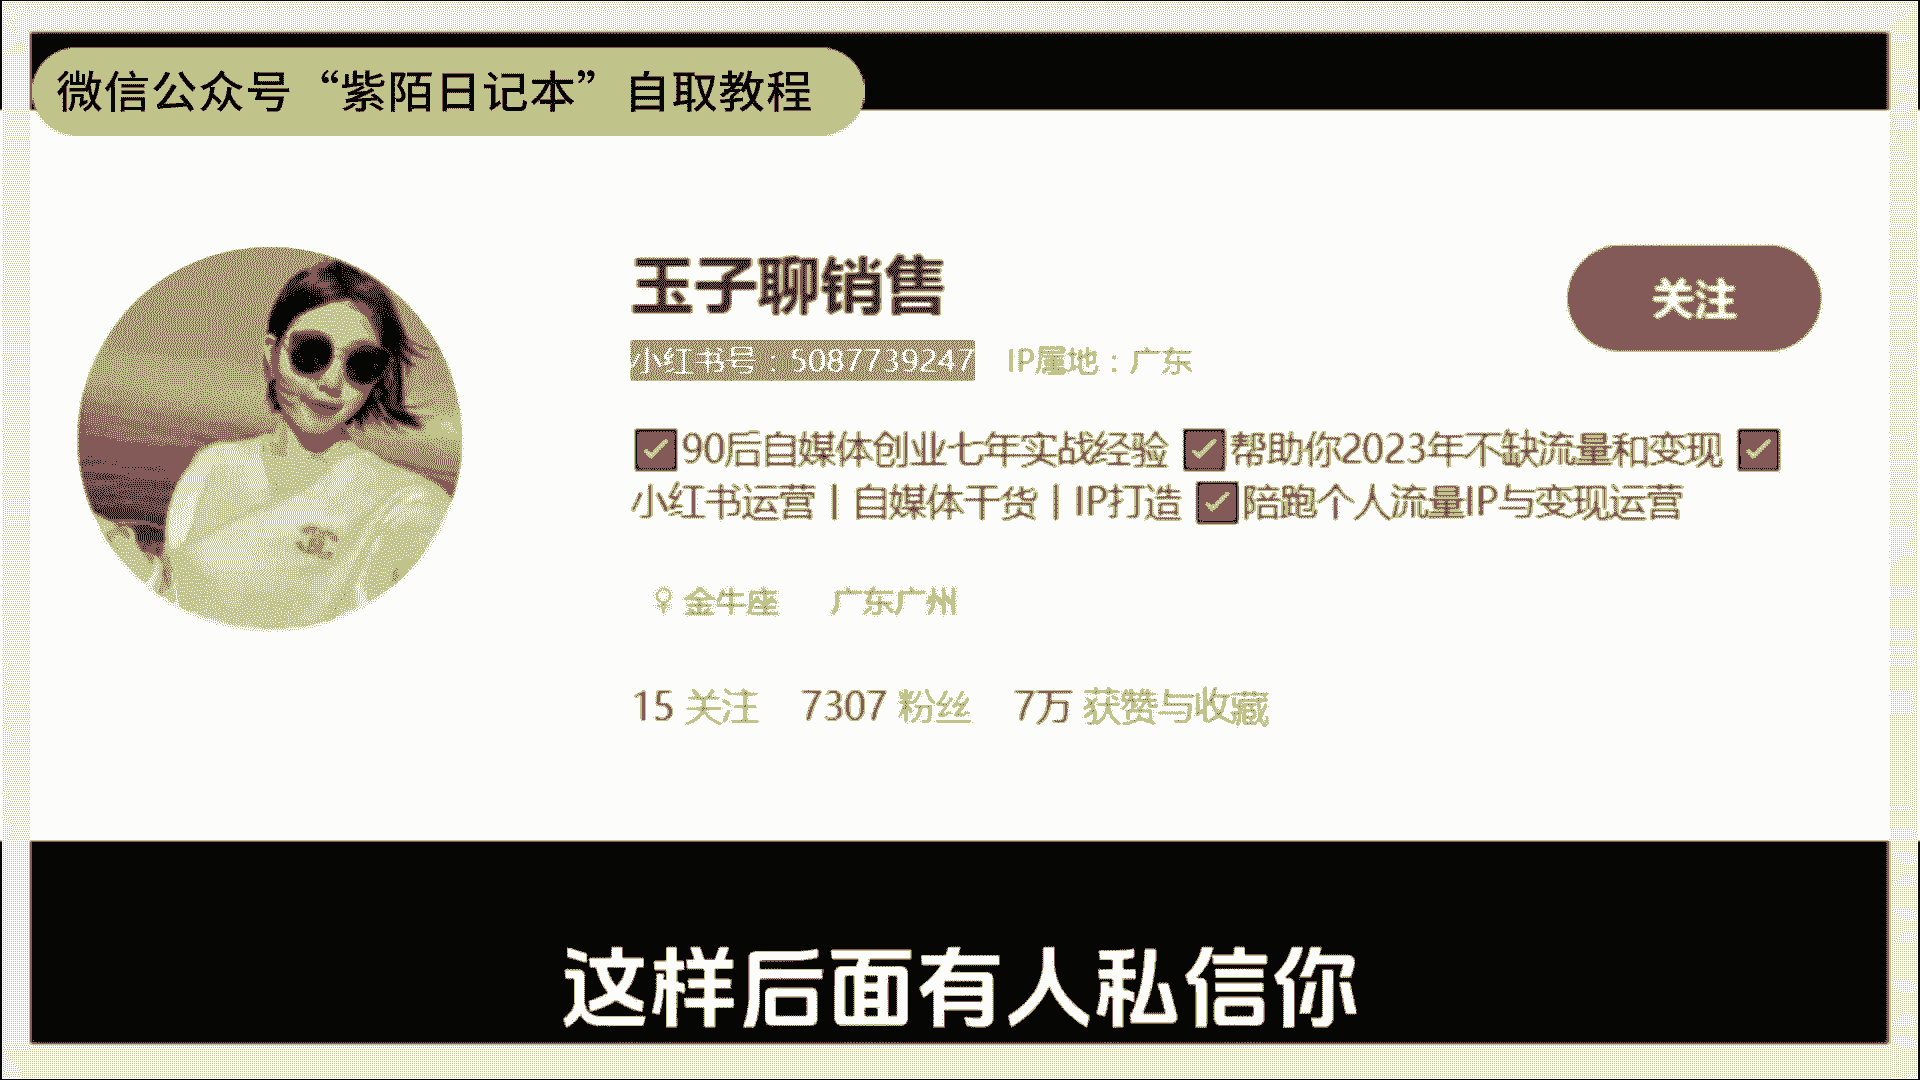 微信公众号“紫陌日记本”自取教程
玉子聊销售
关注
小红书号：5087739247 IP属地：广东
✅90后自媒体创业七年实战经验 ✅帮助你2023年不缺流量和变现 ✅
小红书运营丨自媒体干货丨IP打造 ✅陪跑个人流量IP与变现运营
♀ 金牛座 广东广州
15 关注 7307 粉丝 7万 获赞与收藏
这样后面有人私信你